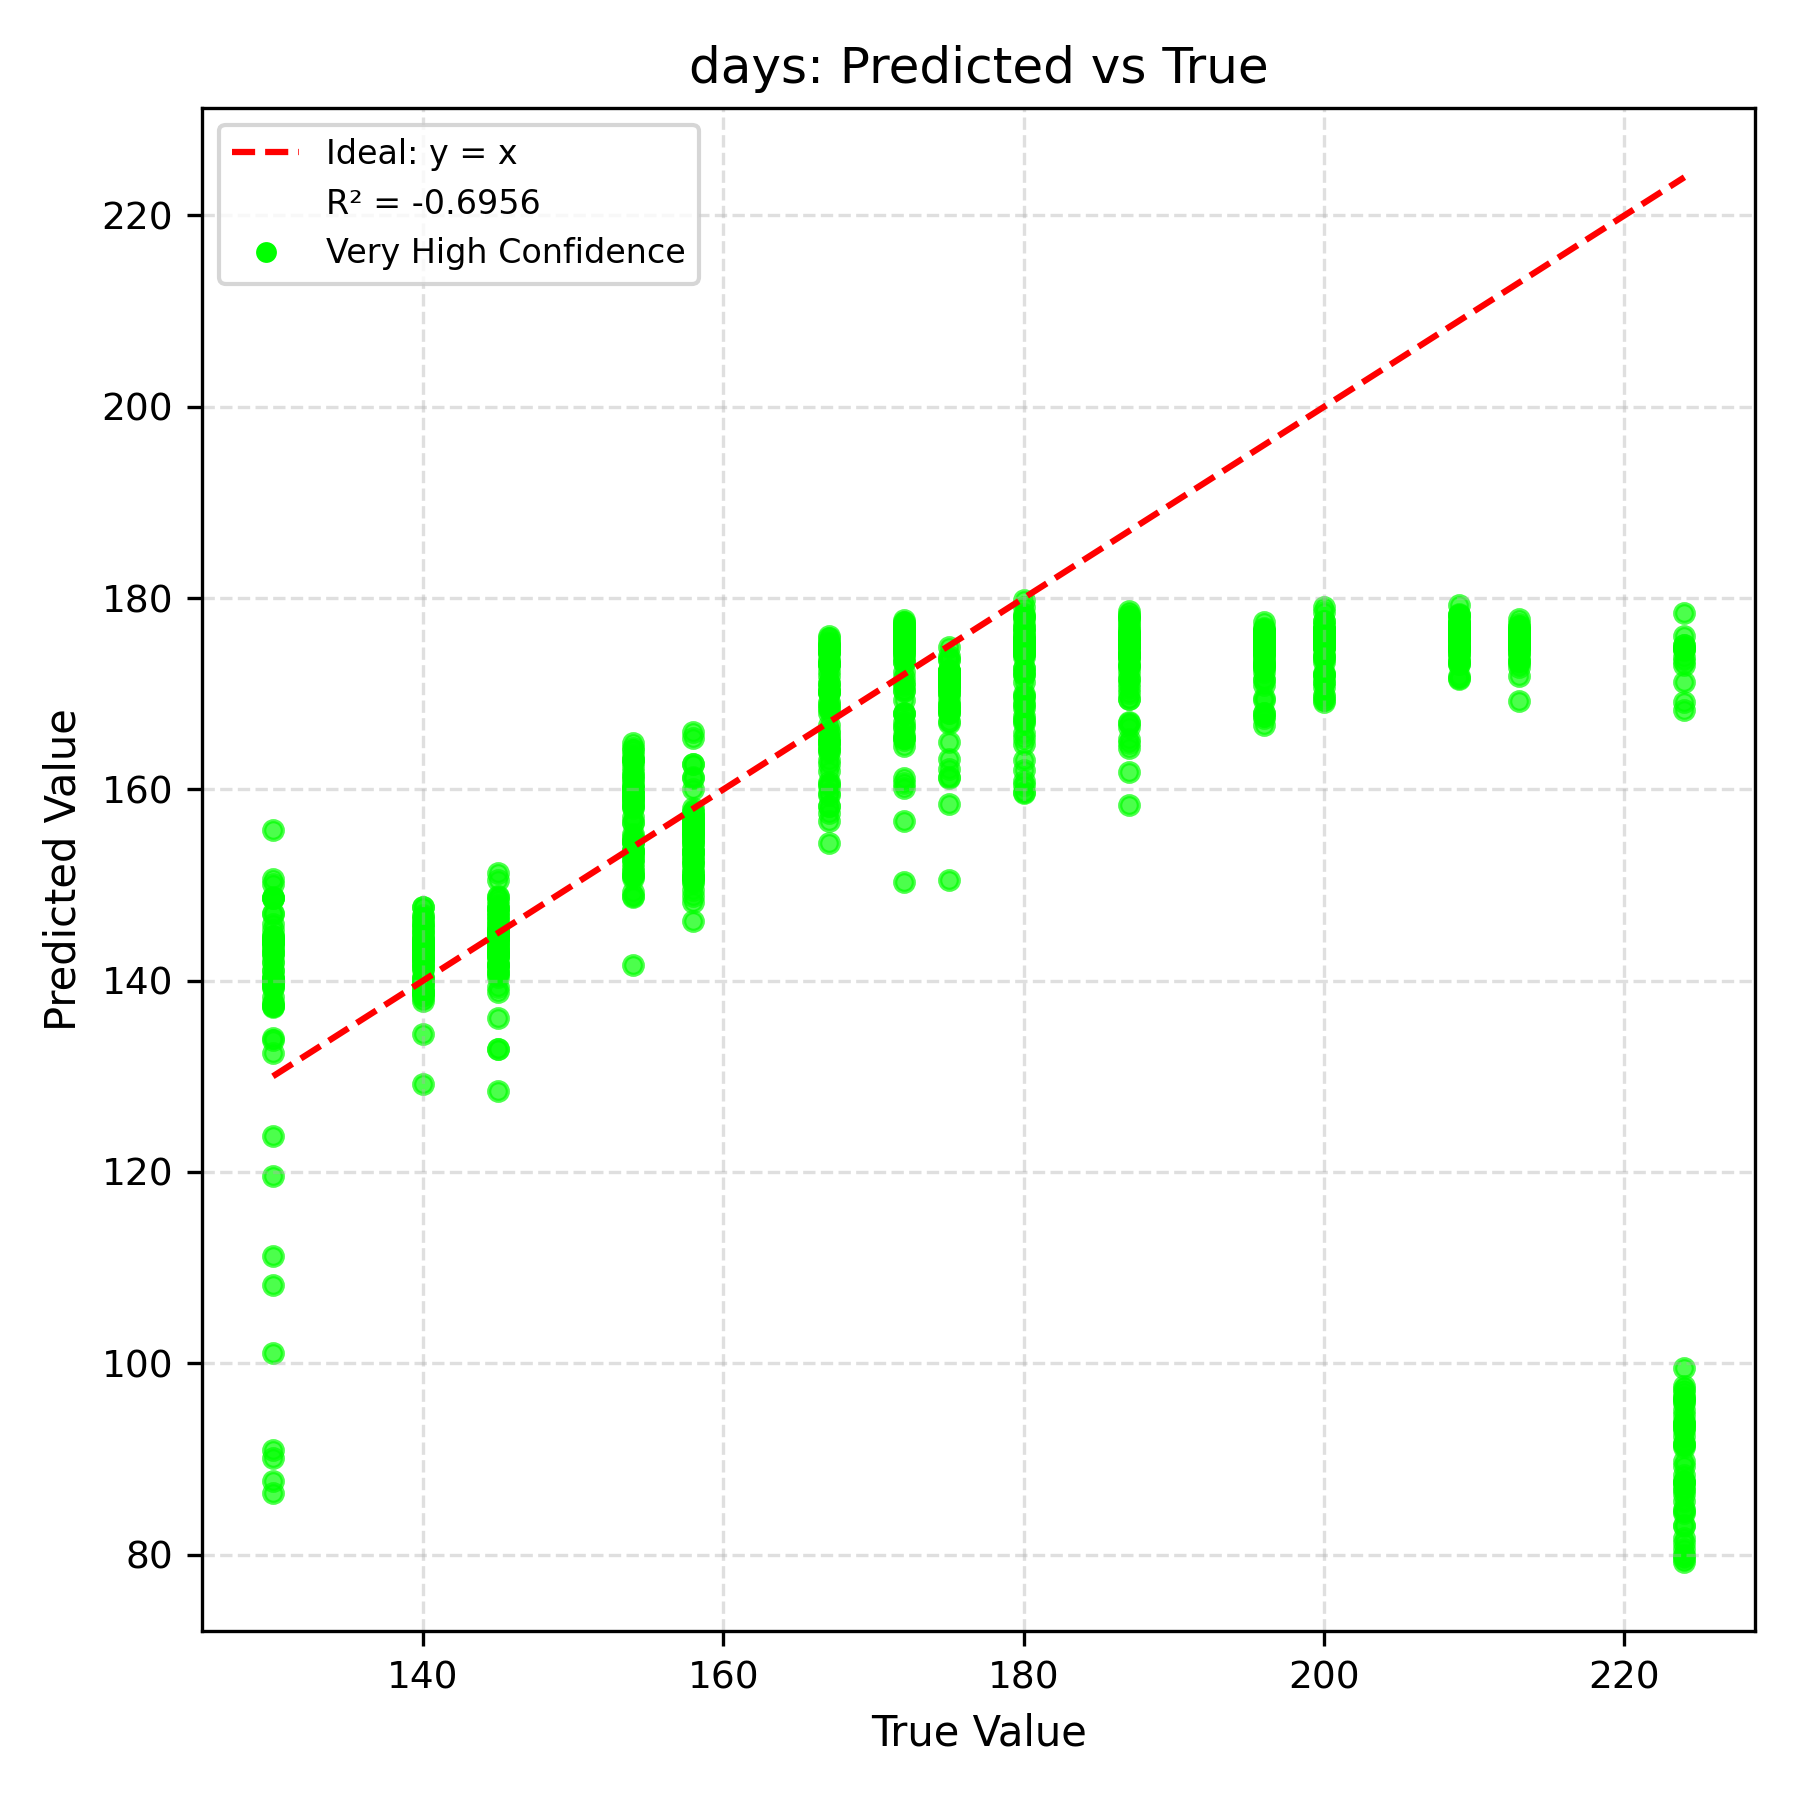 days: Predicted vs True
Ideal: y = x
R² = -0.6956
Very High Confidence
Predicted Value
220
200
180
160
140
120
100
80
140
160
180
200
220
True Value